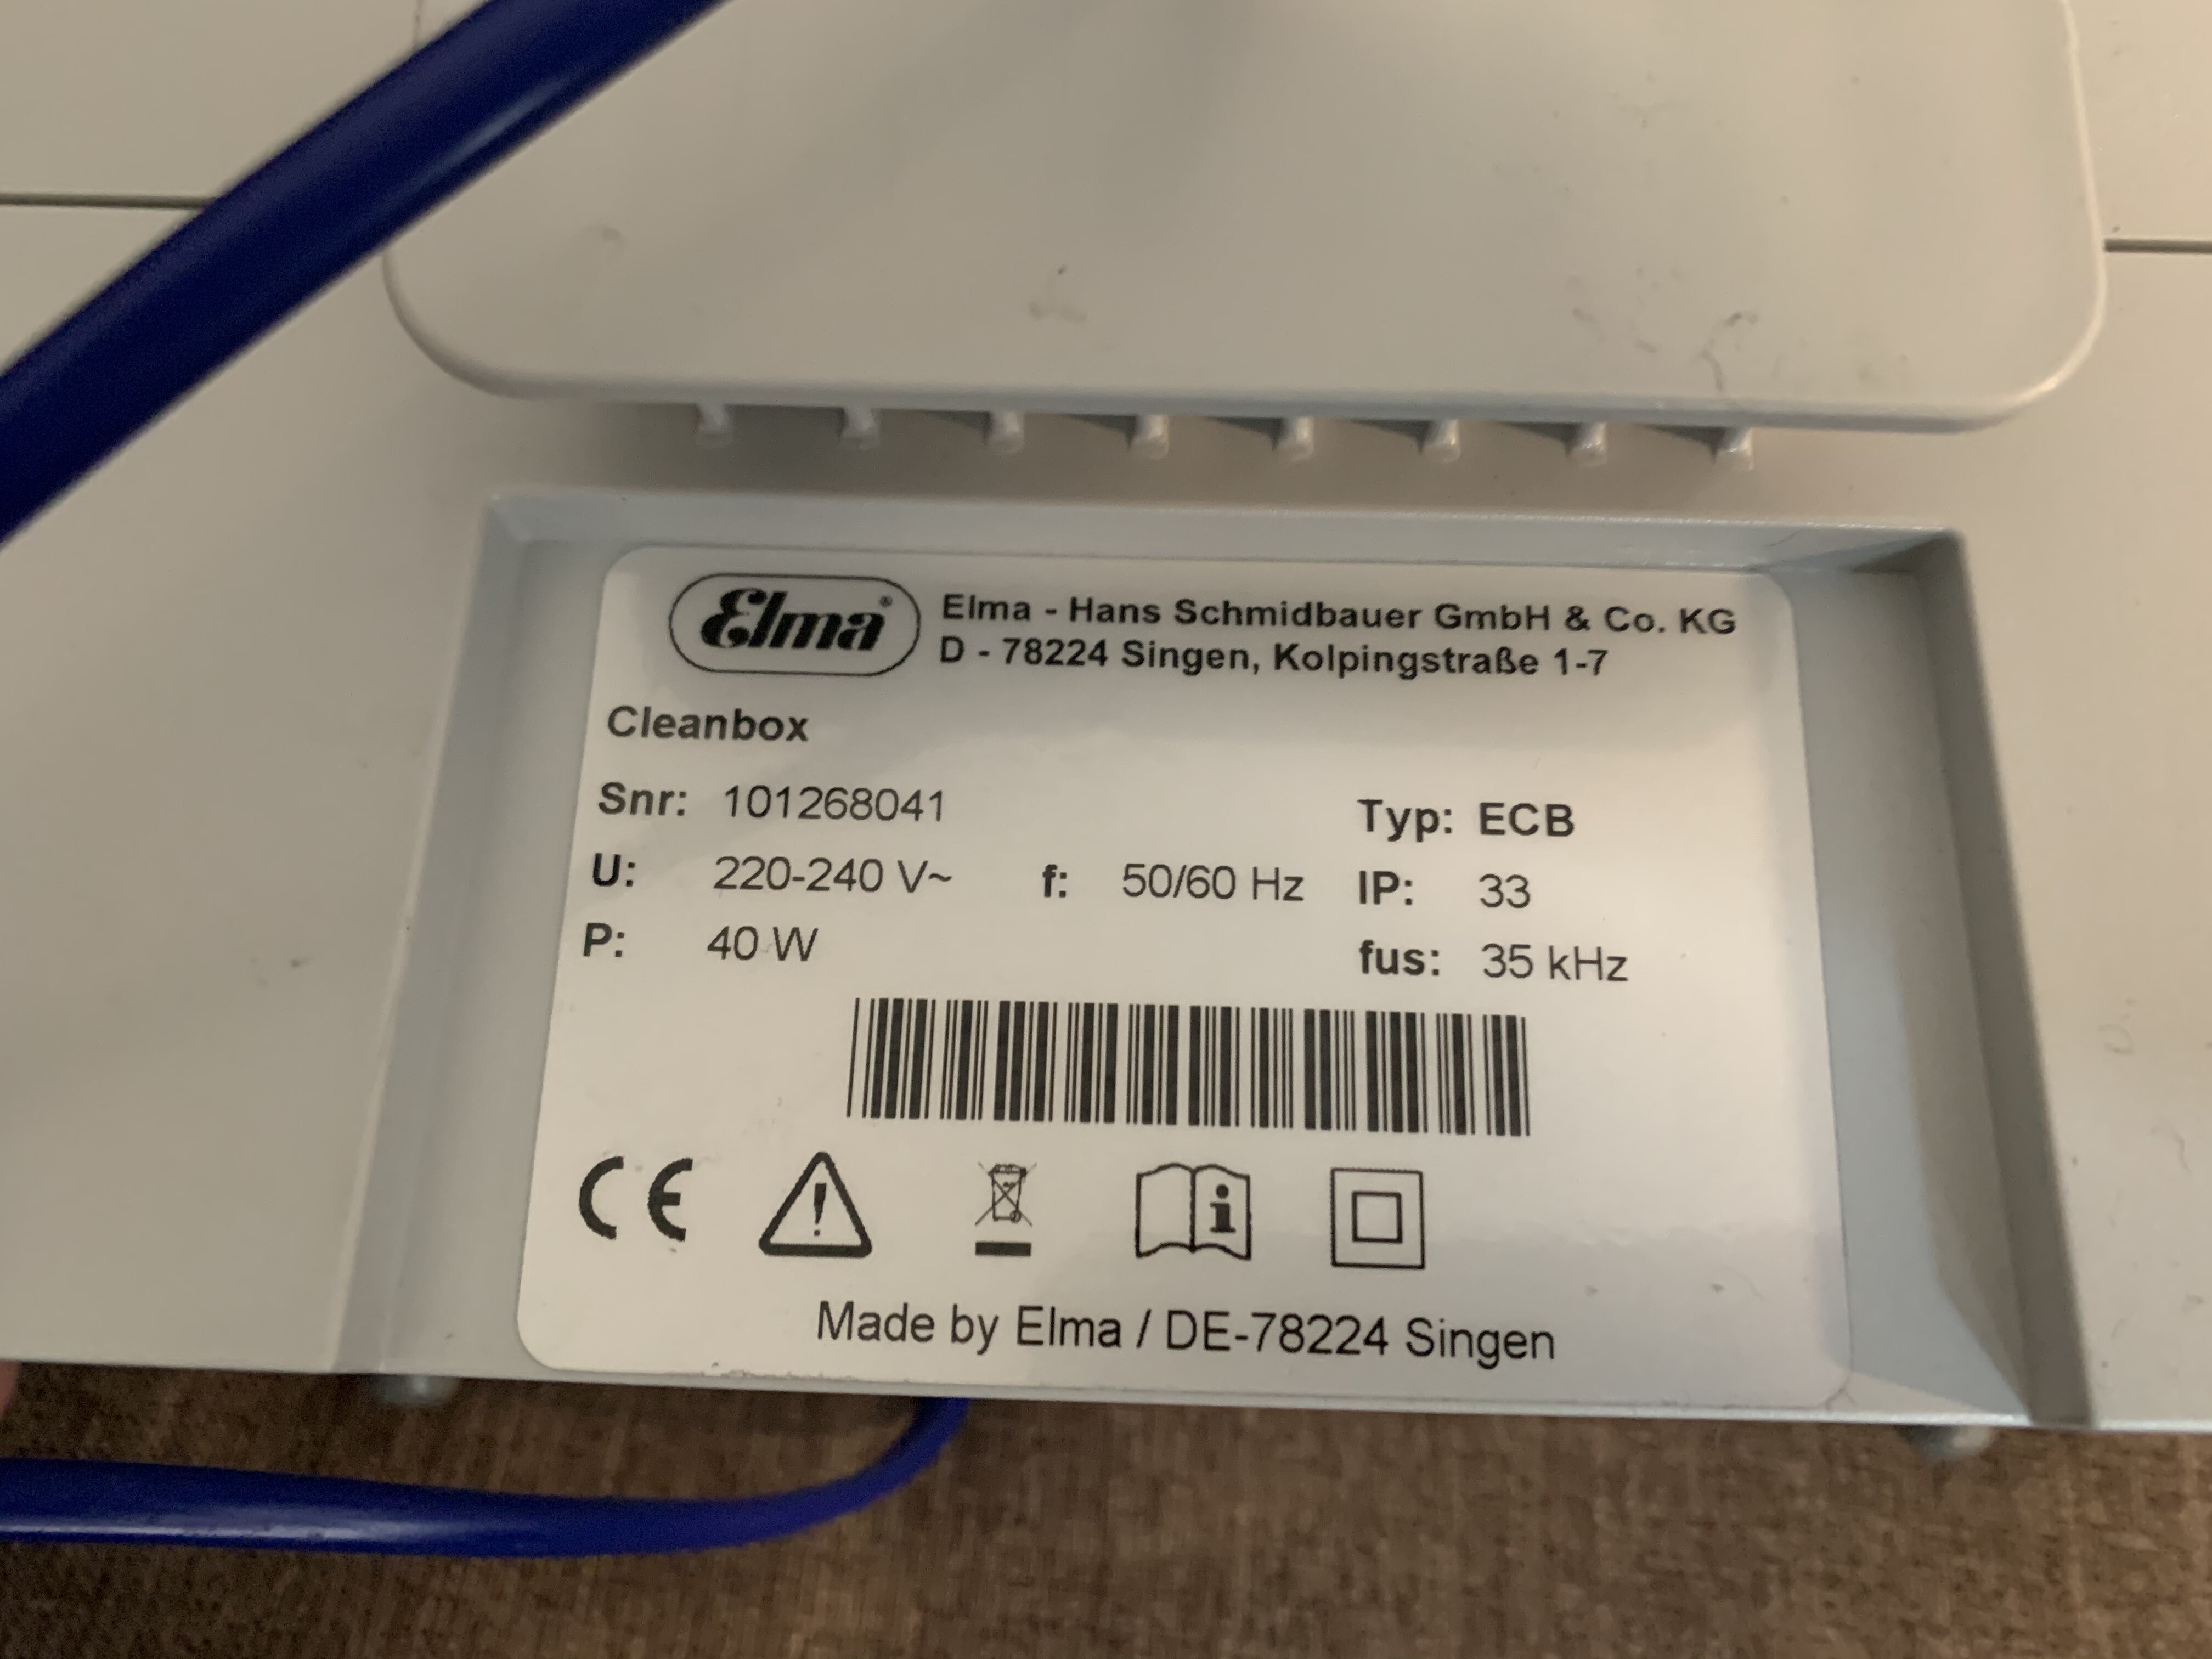 Elma® Elma - Hans Schmidbauer GmbH & Co. KG
D - 78224 Singen, Kolpingstraße 1-7
Cleanbox
Snr: 101268041 Typ: ECB
U: 220-240 V~ f: 50/60 Hz IP: 33
P: 40 W fus: 35 kHz
CE
Made by Elma / DE-78224 Singen